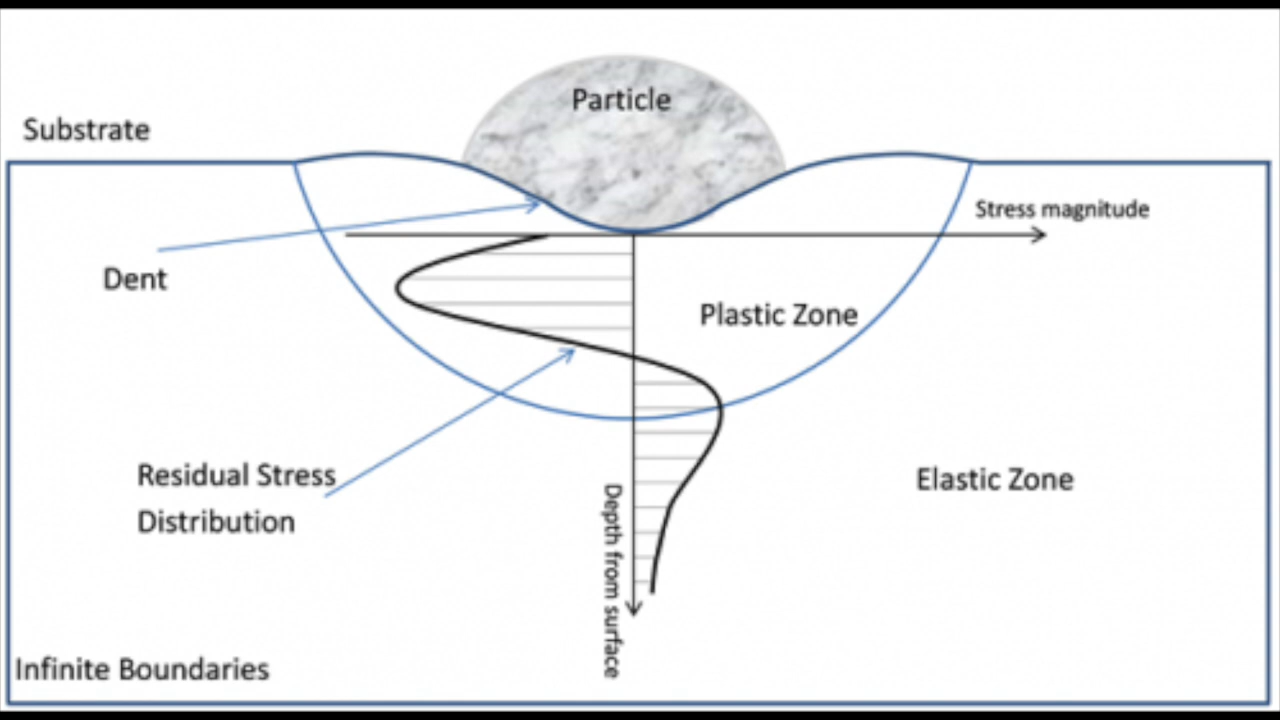 Particle
Substrate
Stress magnitude
Dent
Plastic Zone
Residual Stress
Distribution
Elastic Zone
Depth from surface
Infinite Boundaries